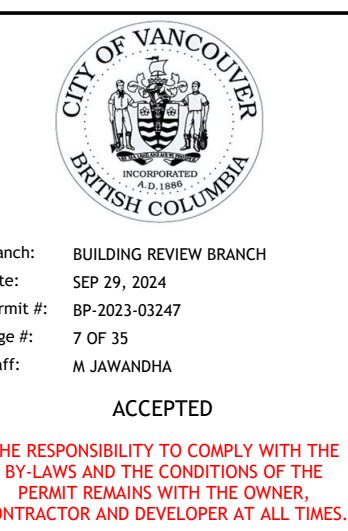 CITY OF VANCOUVER
INCORPORATED
A.D.1886
BRITISH COLUMBIA
anch: BUILDING REVIEW BRANCH
te: SEP 29, 2024
rmit #: BP-2023-03247
ge #: 7 OF 35
aff: M JAWANDHA
ACCEPTED
HE RESPONSIBILITY TO COMPLY WITH THE
BY-LAWS AND THE CONDITIONS OF THE
PERMIT REMAINS WITH THE OWNER,
ONTRACTOR AND DEVELOPER AT ALL TIMES.